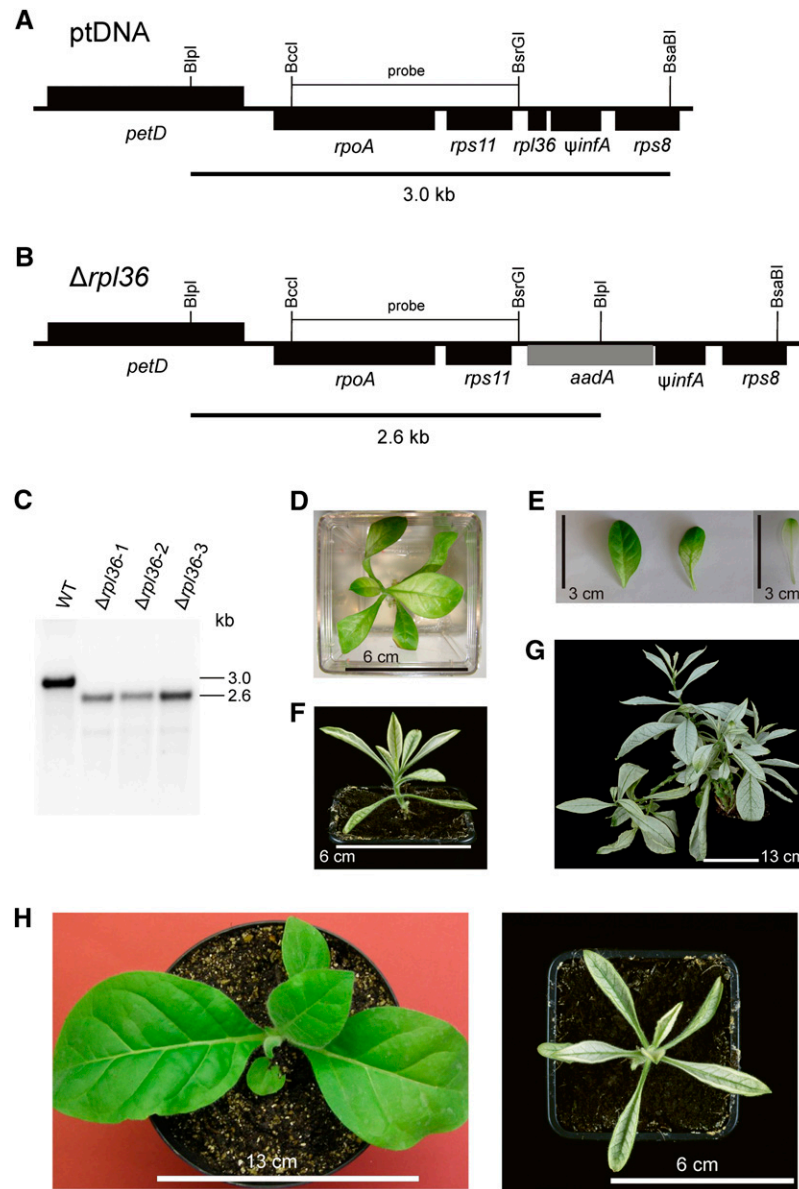 A
ptDNA
BlpI
BccI
probe
BsrGI
BsaBI
petD
rpoA
rps11
rpl36
ψinfA
rps8
3.0 kb
B
Δrpl36
BlpI
BccI
probe
BsrGI
BlpI
BsaBI
petD
rpoA
rps11
aadA
ψinfA
rps8
2.6 kb
C
WT
Δrpl36-1
Δrpl36-2
Δrpl36-3
kb
3.0
2.6
D
6 cm
E
3 cm
3 cm
F
6 cm
G
13 cm
H
13 cm
6 cm